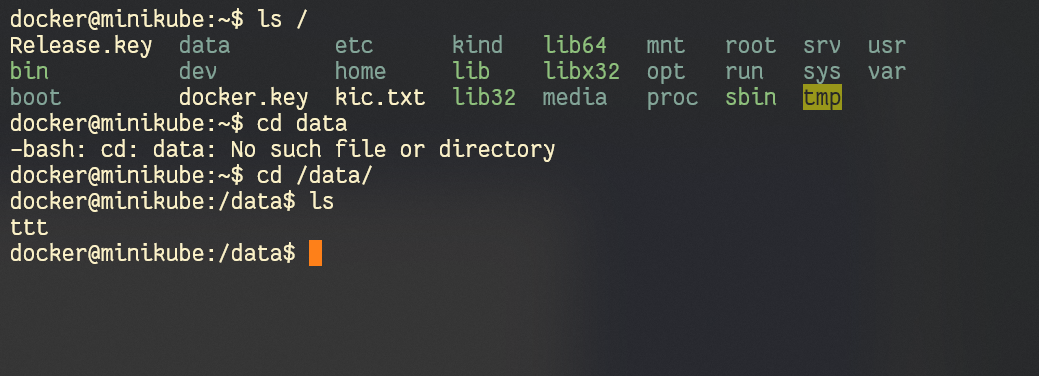 docker@minikube:~$ ls /
Release.key  data        etc      kind   lib64   mnt   root  srv  usr
bin          dev         home     lib    libx32  opt   run   sys  var
boot         docker.key  kic.txt  lib32  media   proc  sbin  tmp
docker@minikube:~$ cd data
-bash: cd: data: No such file or directory
docker@minikube:~$ cd /data/
docker@minikube:/data$ ls
ttt
docker@minikube:/data$